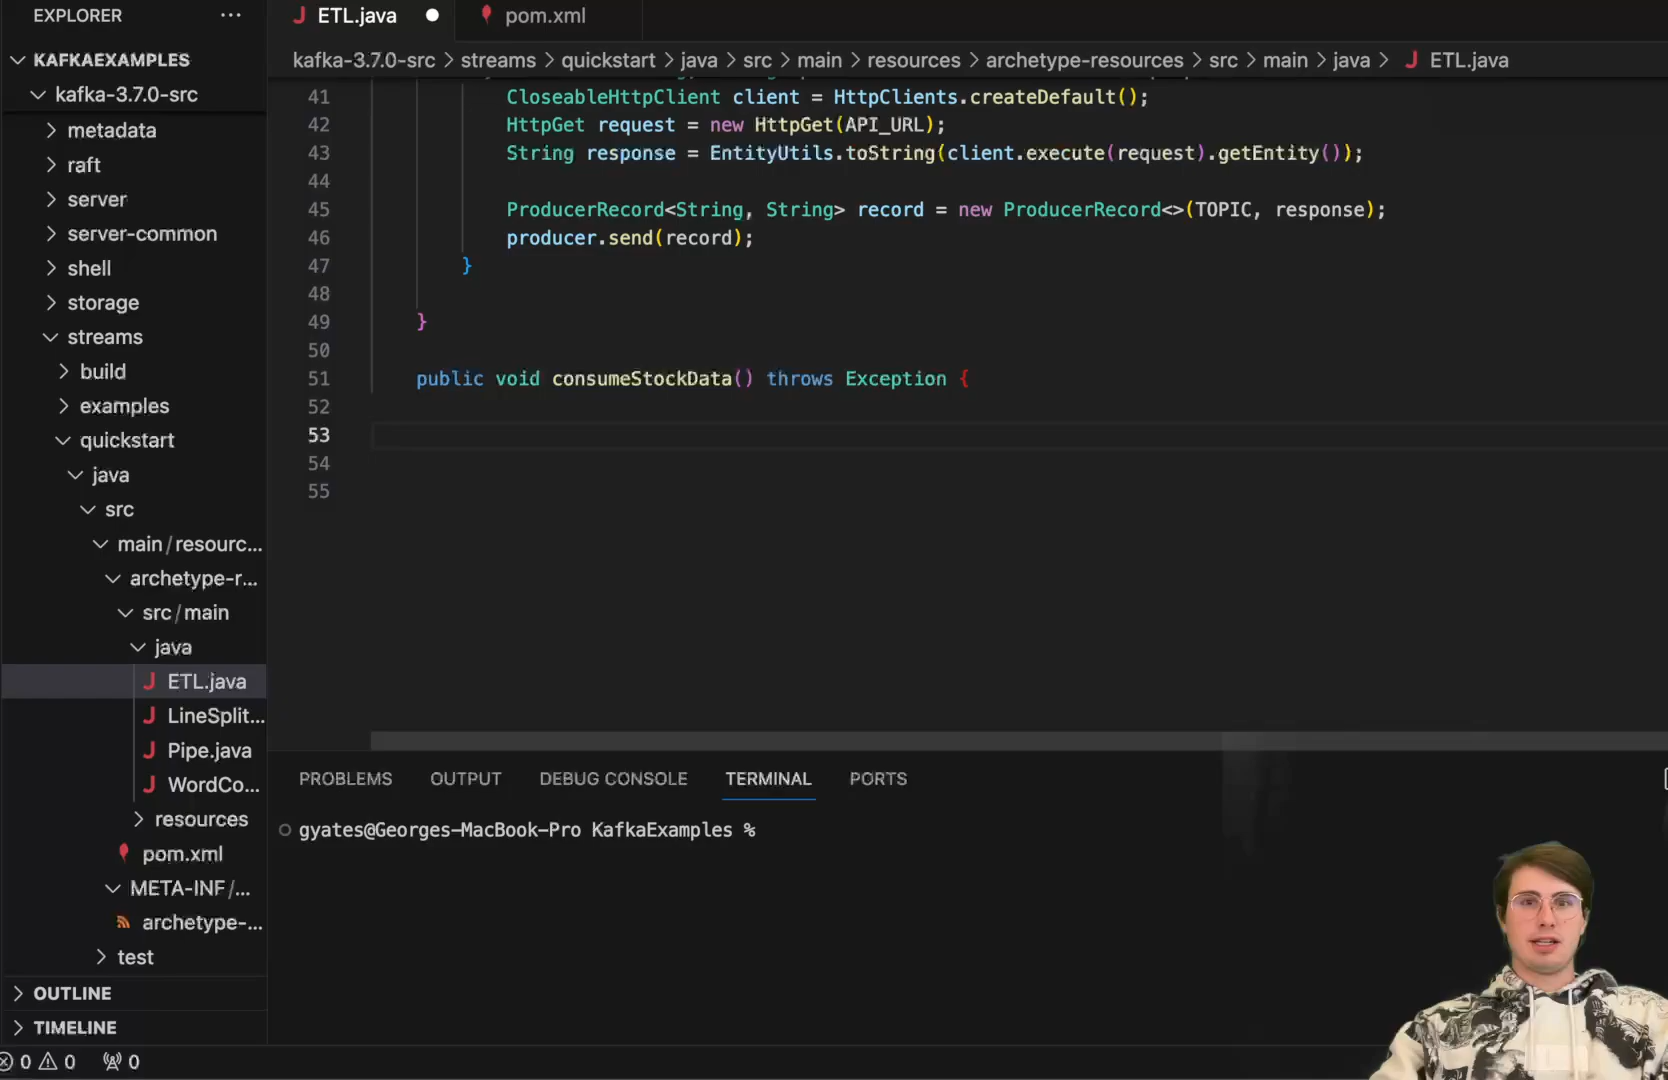 EXPLORER ...
KAFKAEXAMPLES
kafka-3.7.0-src
metadata
raft
server
server-common
shell
storage
streams
build
examples
quickstart
java
src
main/resourc...
archetype-r...
src/main
java
ETL.java
LineSplit...
Pipe.java
WordCo...
resources
pom.xml
META-INF/...
archetype-...
test
OUTLINE
TIMELINE
0 0 0
ETL.java pom.xml
kafka-3.7.0-src > streams > quickstart > java > src > main > resources > archetype-resources > src > main > java > ETL.java
41 CloseableHttpClient client = HttpClients.createDefault();
42 HttpGet request = new HttpGet(API_URL);
43 String response = EntityUtils.toString(client.execute(request).getEntity());
44
45 ProducerRecord<String, String> record = new ProducerRecord<>(TOPIC, response);
46 producer.send(record);
47 }
48
49 }
50
51 public void consumeStockData() throws Exception {
52
53
54
55
PROBLEMS OUTPUT DEBUG CONSOLE TERMINAL PORTS
gyates@Georges-MacBook-Pro KafkaExamples %